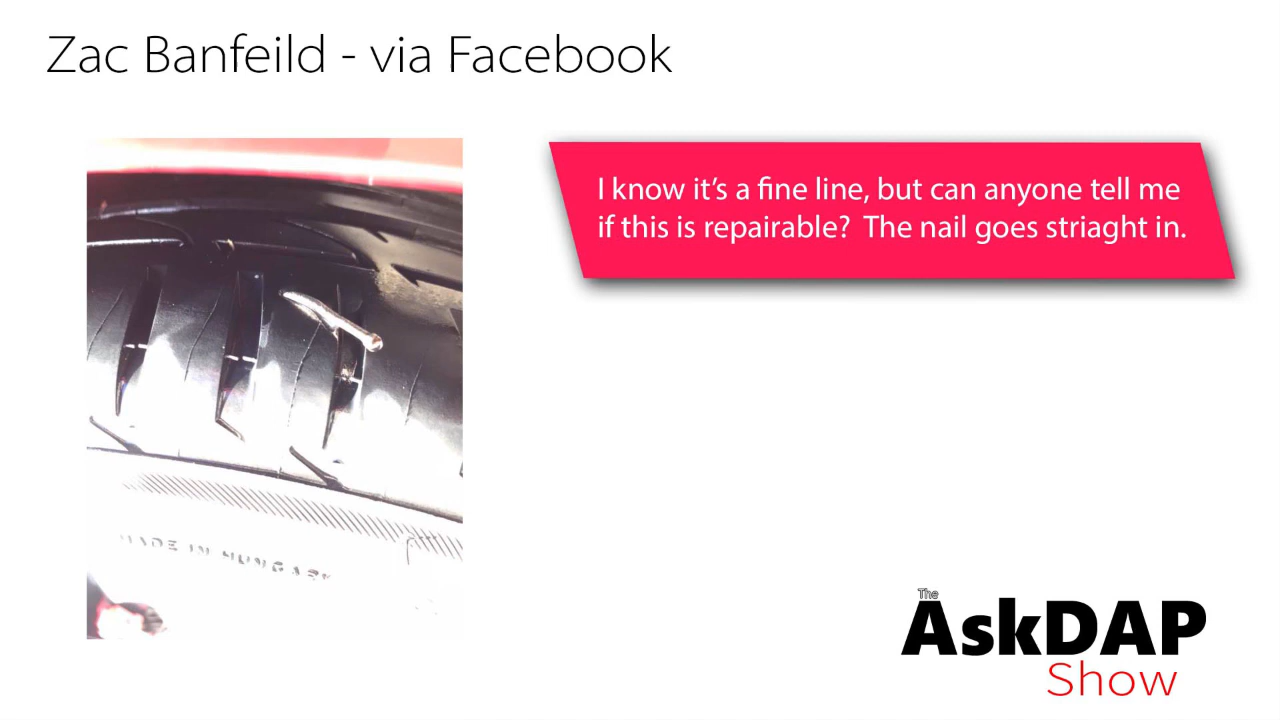 Zac Banfeild - via Facebook
I know it’s a fine line, but can anyone tell me
if this is repairable?  The nail goes striaght in.
MADE IN HUNGARY
The
AskDAP
Show